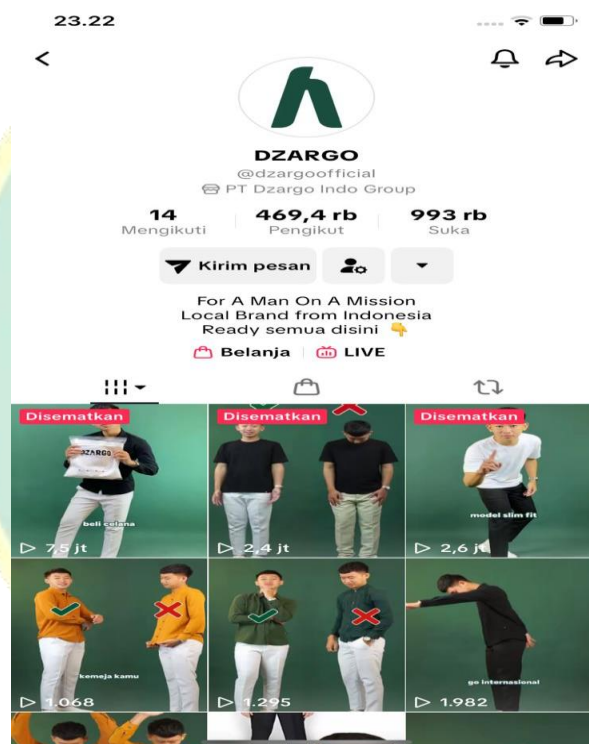 23.22
DZARGO
@dzargoofficial
PT Dzargo Indo Group
14 469,4 rb 993 rb
Mengikuti Pengikut Suka
Kirim pesan
For A Man On A Mission
Local Brand from Indonesia
Ready semua disini
Belanja LIVE
Disematkan Disematkan Disematkan
DZARGO
beli celana
model slim fit
7,5 jt 2,4 jt 2,6 jt
kemeja kamu
go internasional
1.068 1.295 1.982